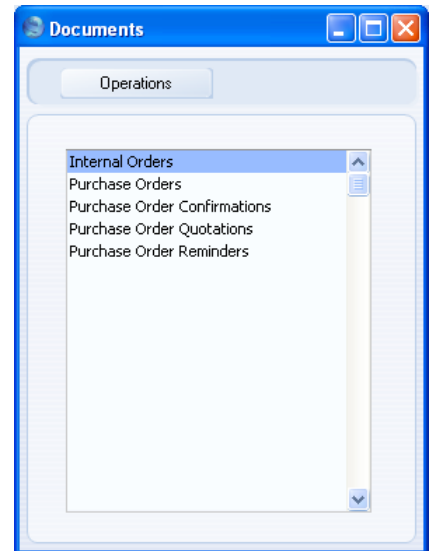 Documents
Operations
Internal Orders
Purchase Orders
Purchase Order Confirmations
Purchase Order Quotations
Purchase Order Reminders